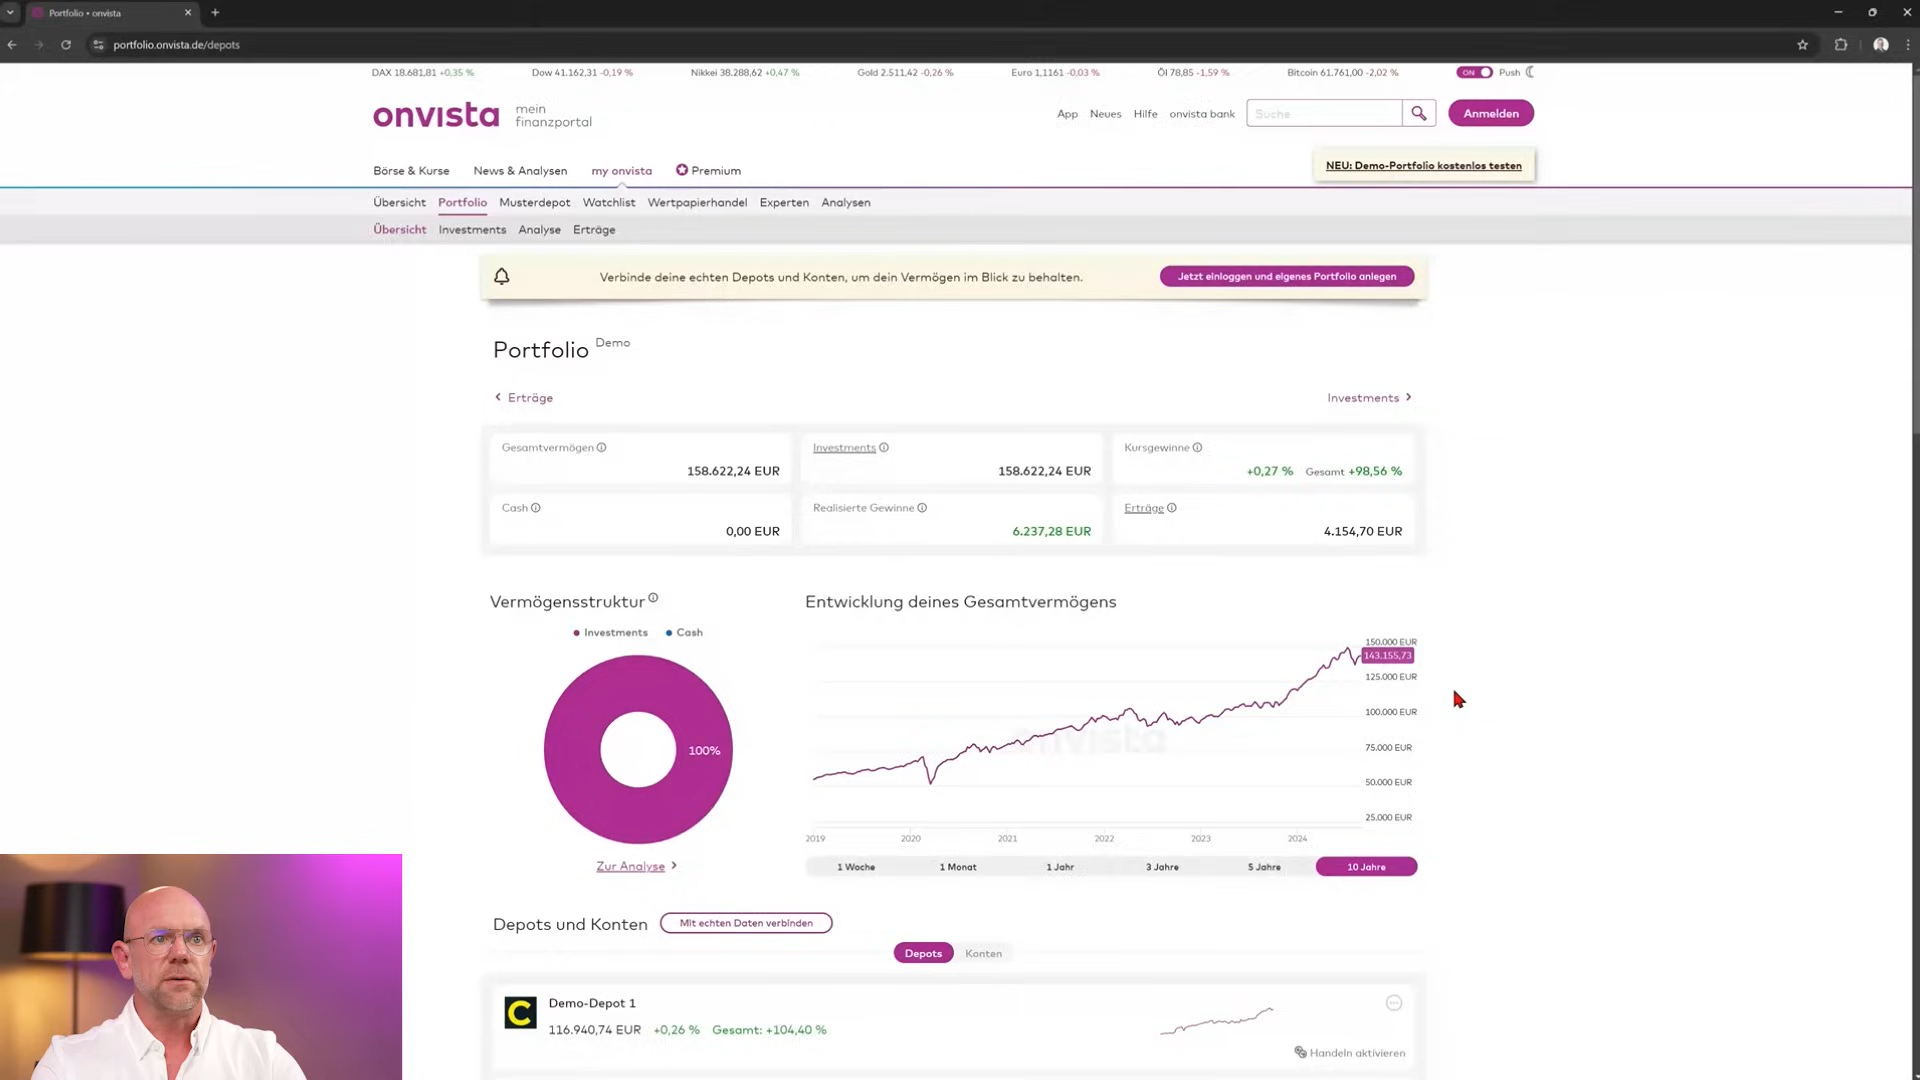 Portfolio • onvista
portfolio.onvista.de/depots
DAX 18.681,81 +0,35 % Dow 41.162,31 -0,19 % Nikkei 38.288,62 +0,47 % Gold 2.511,42 -0,26 % Euro 1,1161 -0,03 % Öl 78,85 -1,59 % Bitcoin 61.761,00 -2,02 % ON Push
onvista mein finanzportal
App Neues Hilfe onvista bank Suche Anmelden
NEU: Demo-Portfolio kostenlos testen
Börse & Kurse News & Analysen my onvista Premium
Übersicht Portfolio Musterdepot Watchlist Wertpapierhandel Experten Analysen
Übersicht Investments Analyse Erträge
Verbinde deine echten Depots und Konten, um dein Vermögen im Blick zu behalten. Jetzt einloggen und eigenes Portfolio anlegen
Portfolio Demo
Erträge Investments
Gesamtvermögen Investments Kursgewinne
158.622,24 EUR 158.622,24 EUR +0,27 % Gesamt +98,56 %
Cash Realisierte Gewinne Erträge
0,00 EUR 6.237,28 EUR 4.154,70 EUR
Vermögensstruktur Entwicklung deines Gesamtvermögens
Investments Cash
100%
Zur Analyse
150.000 EUR
143.155,73
125.000 EUR
100.000 EUR
onvista
75.000 EUR
50.000 EUR
25.000 EUR
2019 2020 2021 2022 2023 2024
1 Woche 1 Monat 1 Jahr 3 Jahre 5 Jahre 10 Jahre
Depots und Konten Mit echten Daten verbinden
Depots Konten
C Demo-Depot 1
116.940,74 EUR +0,26 % Gesamt: +104,40 %
Handeln aktivieren